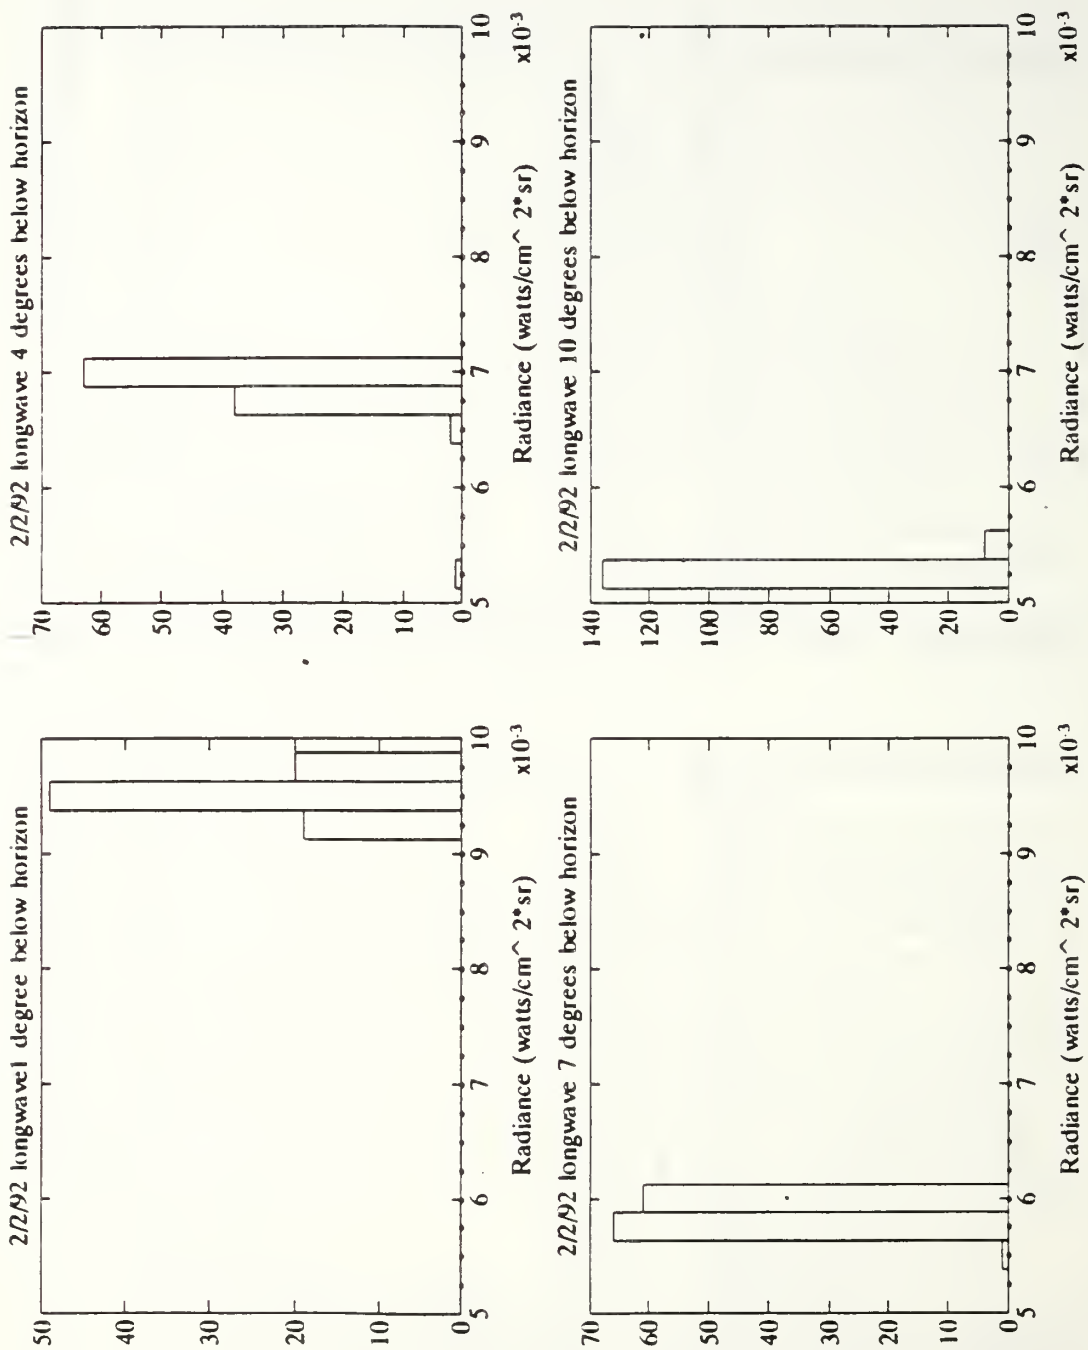 2/2/92 longwave1 degree below horizon
50
40
30
20
10
0
5 6 7 8 9 10
Radiance (watts/cm^ 2*sr)
x10-3
2/2/92 longwave 4 degrees below horizon
70
60
50
40
30
20
10
0
5 6 7 8 9 10
Radiance (watts/cm^ 2*sr)
x10-3
2/2/92 longwave 7 degrees below horizon
70
60
50
40
30
20
10
0
5 6 7 8 9 10
Radiance (watts/cm^ 2*sr)
x10-3
2/2/92 longwave 10 degrees below horizon
140
120
100
80
60
40
20
0
5 6 7 8 9 10
Radiance (watts/cm^ 2*sr)
x10-3